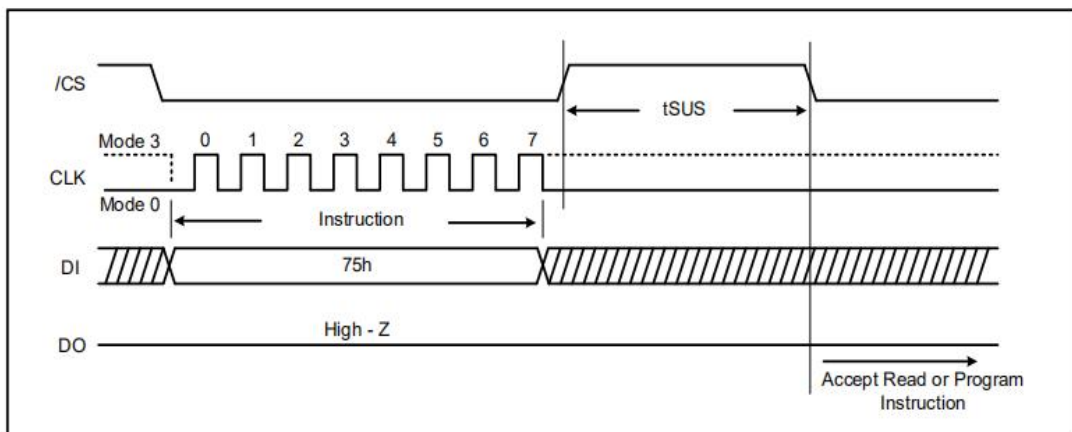 /CS
tSUS
Mode 3
0 1 2 3 4 5 6 7
CLK
Mode 0
Instruction
DI
75h
High - Z
DO
Accept Read or Program
Instruction